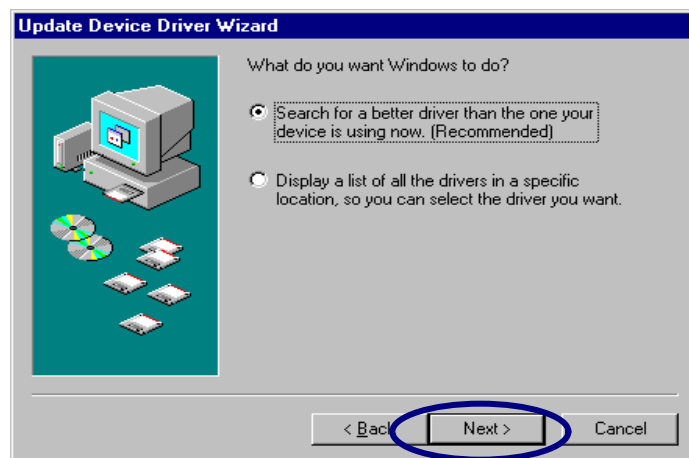 Update Device Driver Wizard
What do you want Windows to do?
Search for a better driver than the one your
device is using now. (Recommended)
Display a list of all the drivers in a specific
location, so you can select the driver you want.
< Back
Next >
Cancel